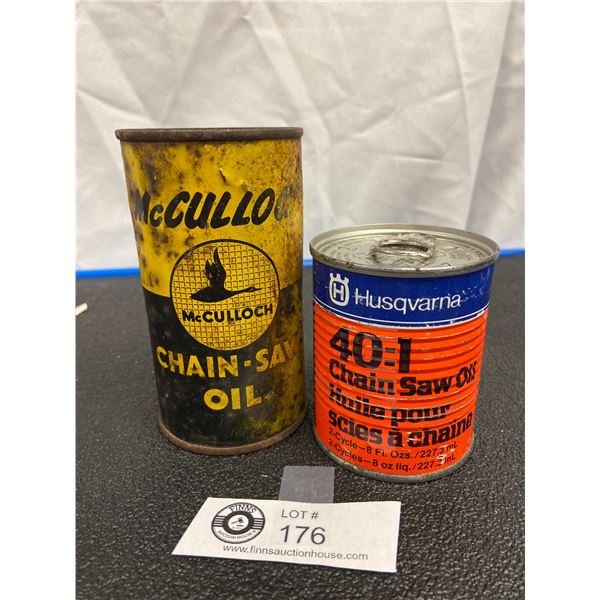 McCULLOCH
McCULLOCH
CHAIN-SAW
OIL
H Husqvarna
40:1
Chain Saw Oil
Huile pour
scies à chaîne
2-Cycle—8 Fl. Ozs./227.3 mL
2-Cycles—8 oz liq./227.3 mL
FINNS
AUCTION HOUSE
LOT #
176
www.finnsauctionhouse.com